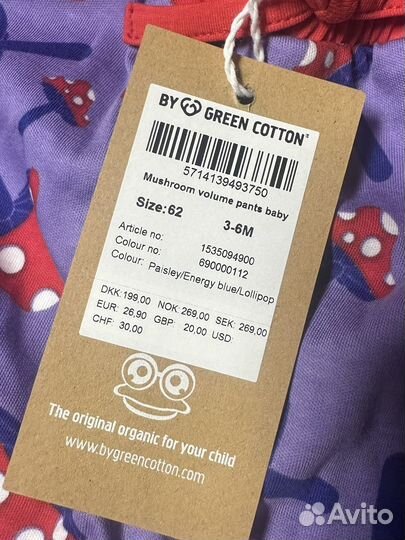 BY GREEN COTTON®
5714139493750
Mushroom volume pants baby
Size: 62 3-6M
Article no: 1535094900
Colour no: 690000112
Colour: Paisley/Energy blue/Lollipop
DKK: 199.00 NOK: 269.00 SEK: 269.00
EUR: 26,90 GBP: 20.00 USD:
CHF: 30,00
The original organic for your child
www.bygreencotton.com
Avito